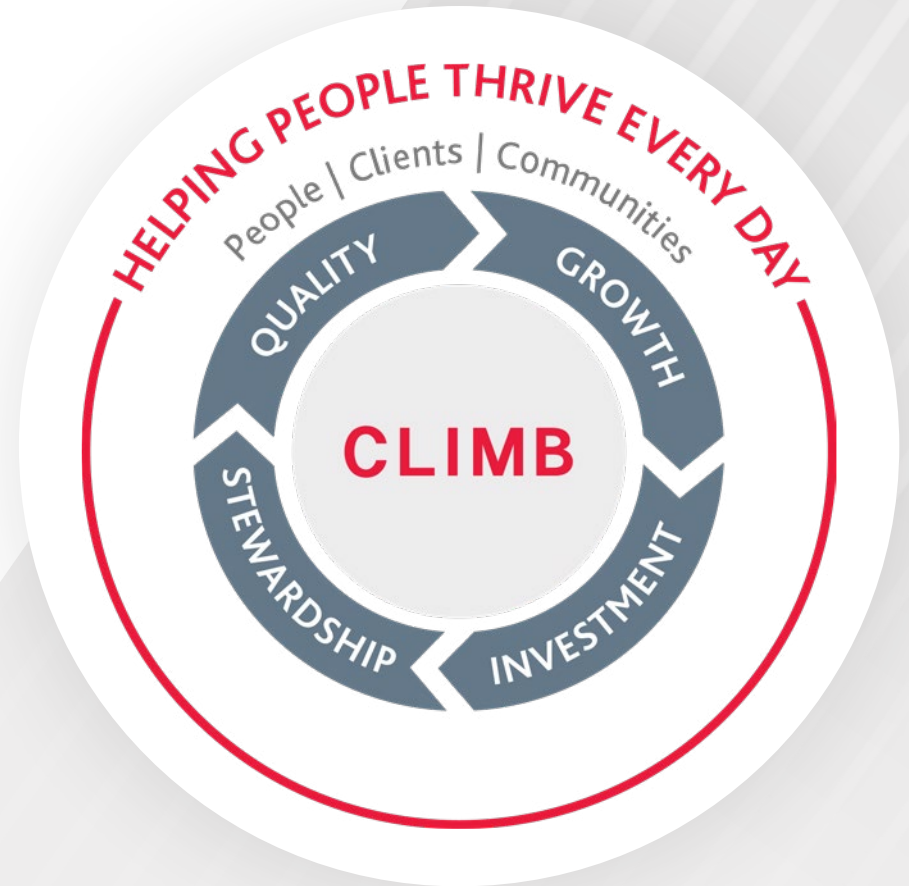 HELPING PEOPLE THRIVE EVERY DAY
People | Clients | Communities
QUALITY
GROWTH
CLIMB
STEWARDSHIP
INVESTMENT